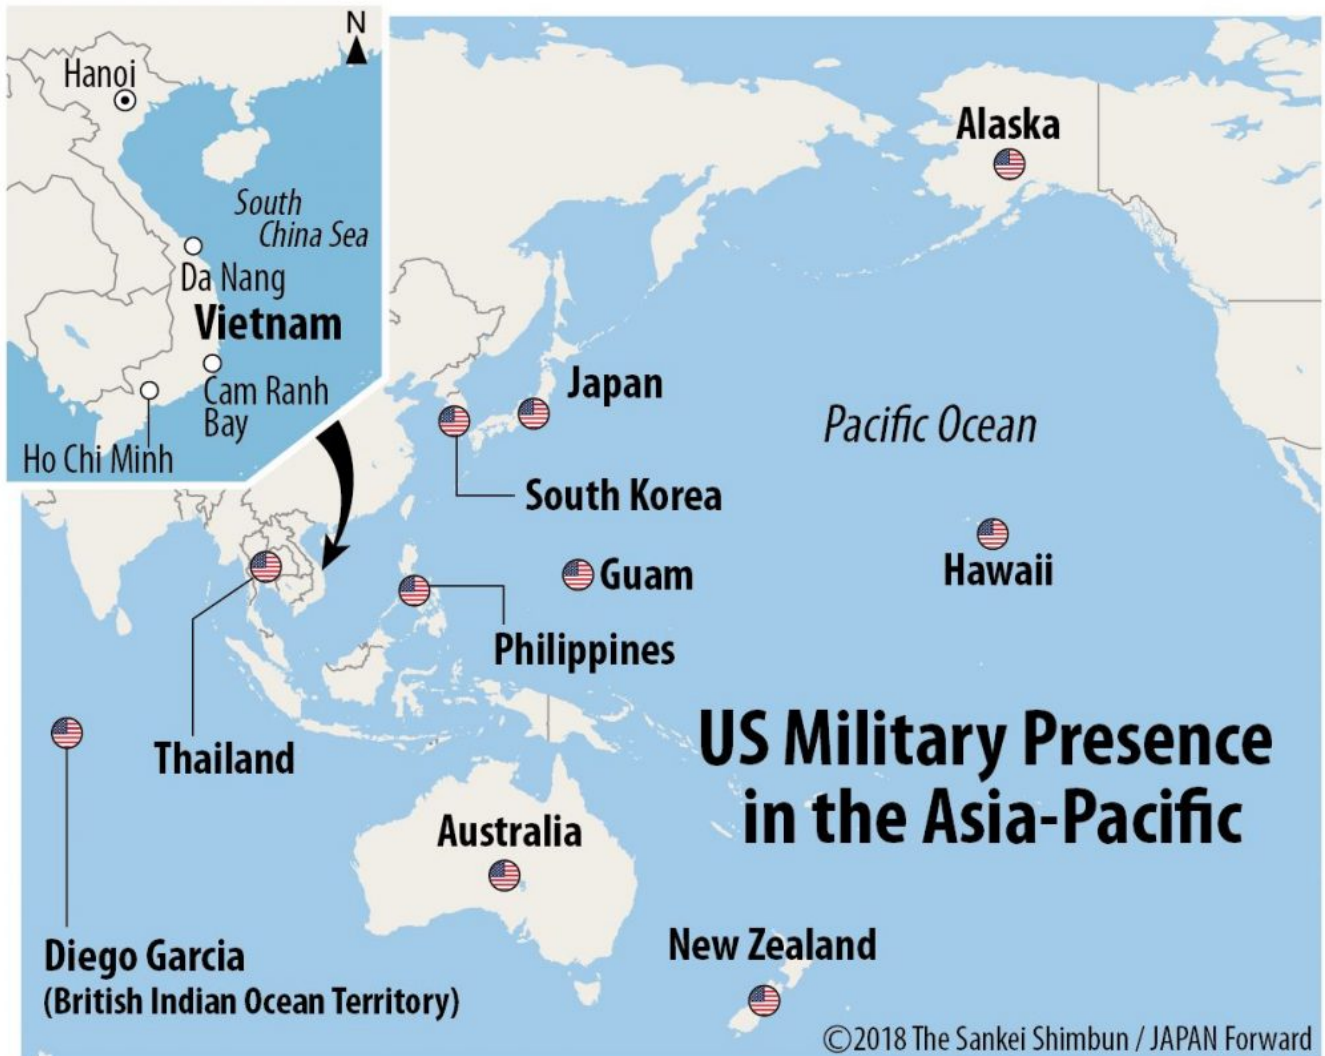 N
Hanoi
South
China Sea
Da Nang
Vietnam
Cam Ranh
Bay
Ho Chi Minh
Alaska
Japan
Pacific Ocean
South Korea
Guam
Hawaii
Philippines
Thailand
US Military Presence
in the Asia-Pacific
Australia
New Zealand
Diego Garcia
(British Indian Ocean Territory)
©2018 The Sankei Shimbun / JAPAN Forward